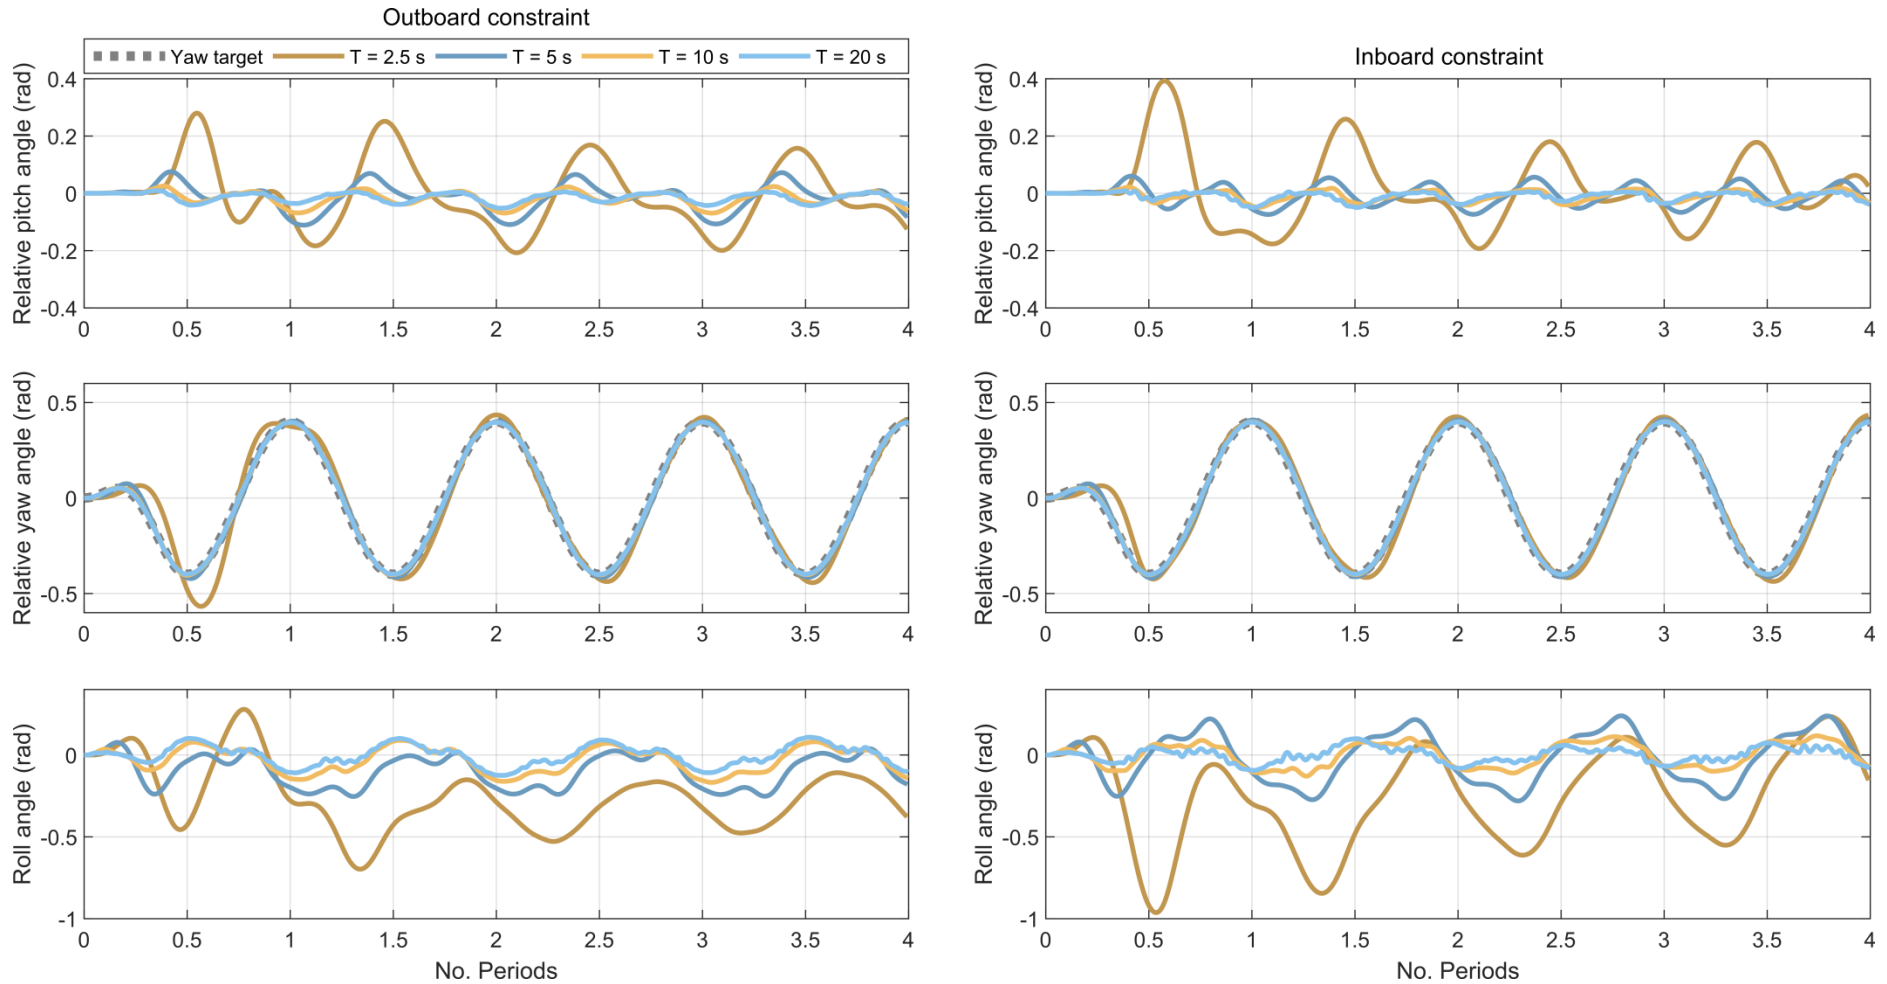 Outboard constraint
Yaw target T = 2.5 s T = 5 s T = 10 s T = 20 s
Relative pitch angle (rad)
0.4
0.2
0
-0.2
-0.4
0 0.5 1 1.5 2 2.5 3 3.5 4
Relative yaw angle (rad)
0.5
0
-0.5
0 0.5 1 1.5 2 2.5 3 3.5 4
Roll angle (rad)
0
-0.5
-1
0 0.5 1 1.5 2 2.5 3 3.5 4
No. Periods
Inboard constraint
Relative pitch angle (rad)
0.4
0.2
0
-0.2
-0.4
0 0.5 1 1.5 2 2.5 3 3.5 4
Relative yaw angle (rad)
0.5
0
-0.5
0 0.5 1 1.5 2 2.5 3 3.5 4
Roll angle (rad)
0
-0.5
-1
0 0.5 1 1.5 2 2.5 3 3.5 4
No. Periods